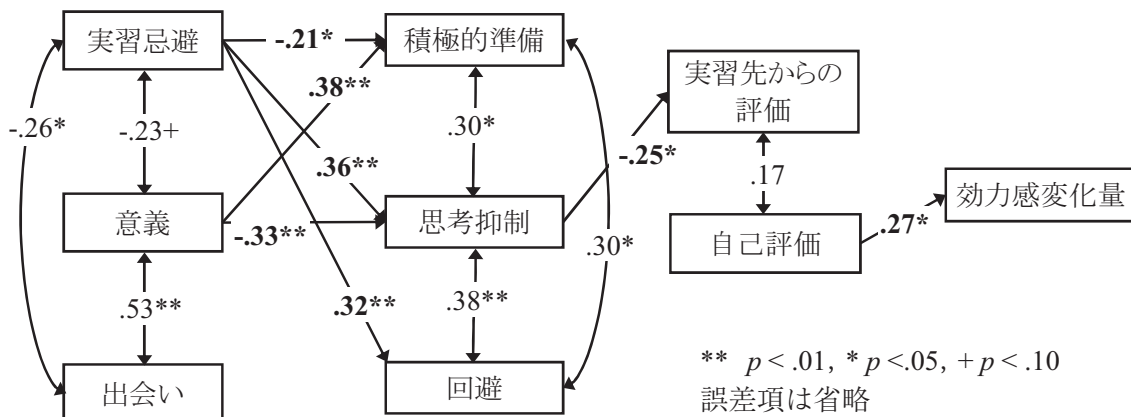 実習忌避
-.21*
積極的準備
実習先からの
評価
.38**
-.26*
-.23+
.30*
-.25*
.36**
.17
効力感変化量
意義
-.33**
思考抑制
.27*
自己評価
.30*
.53**
.32**
.38**
** p < .01, * p <.05, + p < .10
出会い
回避
誤差項は省略